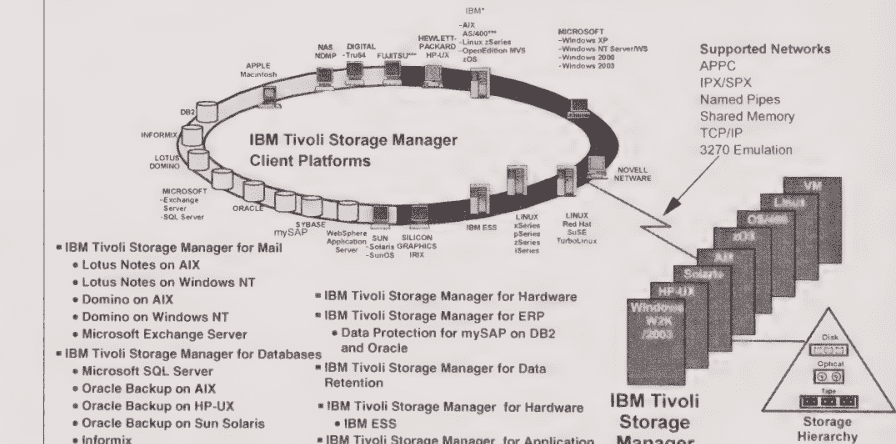 IBM*
-AIX
AS/400***
-Linux zSeries
-OpenEdition MVS
zOS
HEWLETT-
PACKARD
HP-UX
FUJITSU***
DIGITAL
-Tru64
NAS
NDMP
APPLE
Macintosh
MICROSOFT
-Windows XP
-Windows NT Server/WS
-Windows 2000
-Windows 2003
Supported Networks
APPC
IPX/SPX
Named Pipes
Shared Memory
TCP/IP
3270 Emulation
DB2
INFORMIX
LOTUS
DOMINO
MICROSOFT
-Exchange
Server
-SQL Server
ORACLE
SYBASE
mySAP
WebSphere
Application
Server
SUN
-Solaris
-SunOS
SILICON
GRAPHICS
IRIX
IBM ESS
LINUX
xSeries
pSeries
zSeries
iSeries
LINUX
Red Hat
SuSE
TurboLinux
NOVELL
NETWARE
IBM Tivoli Storage Manager
Client Platforms
IBM Tivoli Storage Manager for Mail
Lotus Notes on AIX
Lotus Notes on Windows NT
Domino on AIX
Domino on Windows NT
Microsoft Exchange Server
IBM Tivoli Storage Manager for Databases
Microsoft SQL Server
Oracle Backup on AIX
Oracle Backup on HP-UX
Oracle Backup on Sun Solaris
Informix
IBM Tivoli Storage Manager for Hardware
IBM Tivoli Storage Manager for ERP
Data Protection for mySAP on DB2
and Oracle
IBM Tivoli Storage Manager for Data
Retention
IBM Tivoli Storage Manager for Hardware
IBM ESS
IBM Tivoli Storage Manager for Application
VM
Linux
OS/400
zOS
AIX
Solaris
HP-UX
Windows
W2K
/2003
IBM Tivoli
Storage
Manager
Disk
Optical
Tape
Storage
Hierarchy